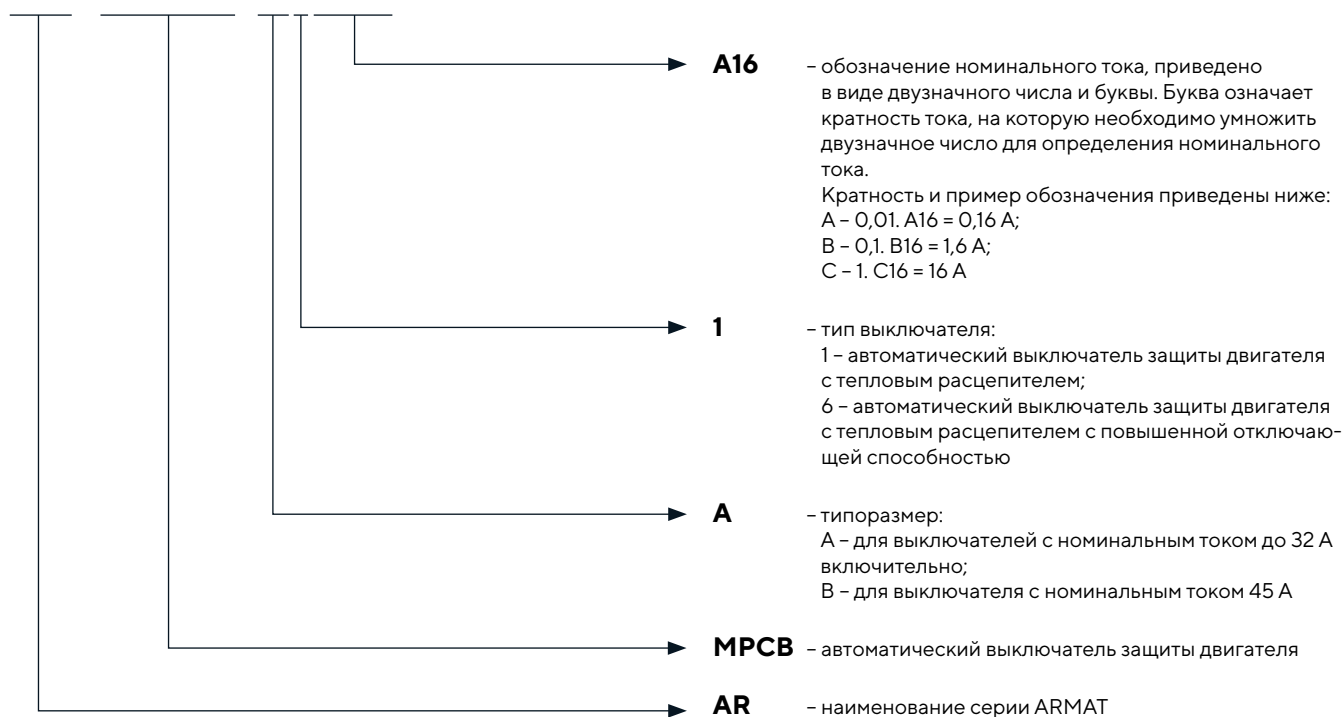 A16 – обозначение номинального тока, приведено
в виде двузначного числа и буквы. Буква означает
кратность тока, на которую необходимо умножить
двузначное число для определения номинального
тока.
Кратность и пример обозначения приведены ниже:
A – 0,01. A16 = 0,16 А;
B – 0,1. B16 = 1,6 А;
C – 1. C16 = 16 А
1 – тип выключателя:
1 – автоматический выключатель защиты двигателя
с тепловым расцепителем;
6 – автоматический выключатель защиты двигателя
с тепловым расцепителем с повышенной отключаю-
щей способностью
A – типоразмер:
A – для выключателей с номинальным током до 32 А
включительно;
B – для выключателя с номинальным током 45 А
MPCB – автоматический выключатель защиты двигателя
AR – наименование серии ARMAT